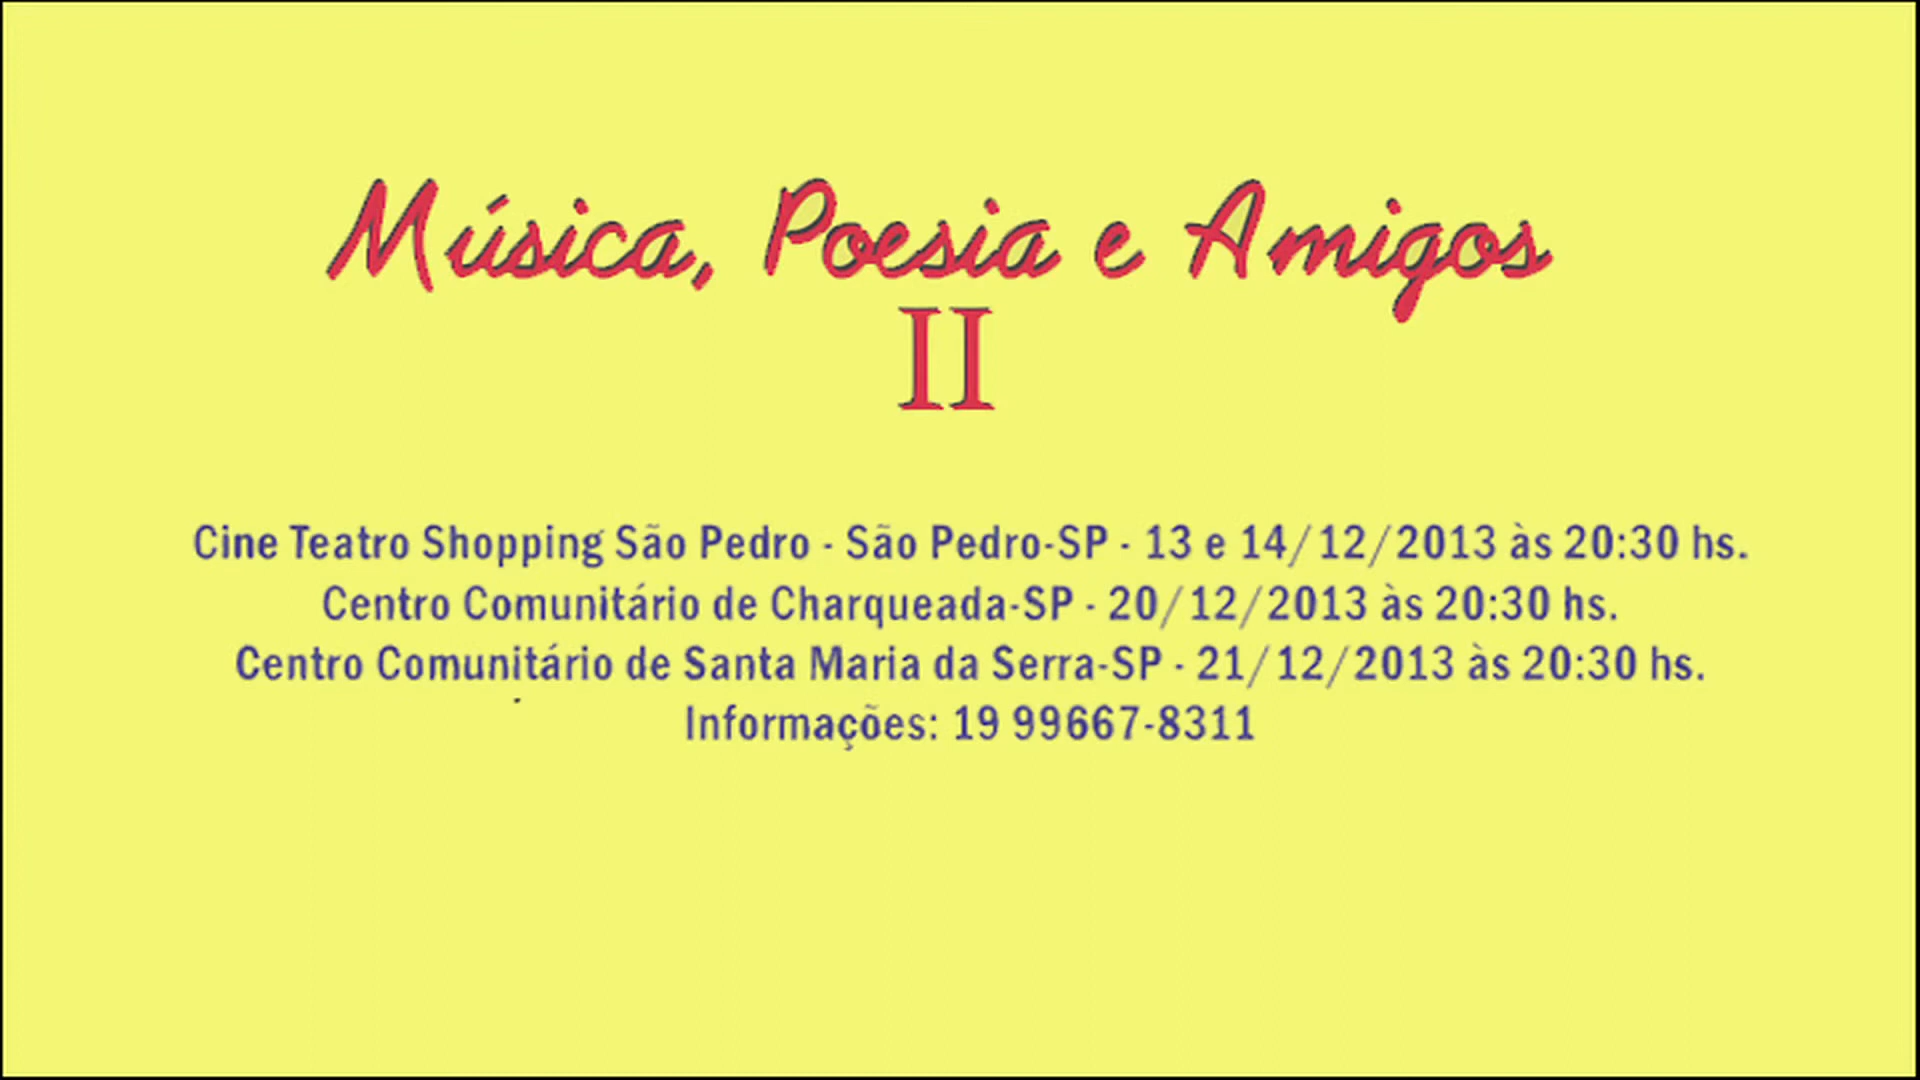 Música, Poesia e Amigos
II
Cine Teatro Shopping São Pedro - São Pedro-SP - 13 e 14/12/2013 às 20:30 hs.
Centro Comunitário de Charqueada-SP - 20/12/2013 às 20:30 hs.
Centro Comunitário de Santa Maria da Serra-SP - 21/12/2013 às 20:30 hs.
Informações: 19 99667-8311